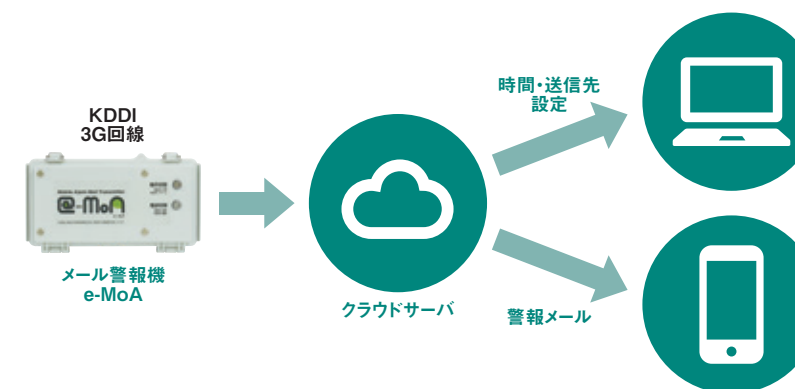 KDDI
3G回線
@-MoA
メール警報機
e-MoA
クラウドサーバ
時間・送信先
設定
警報メール